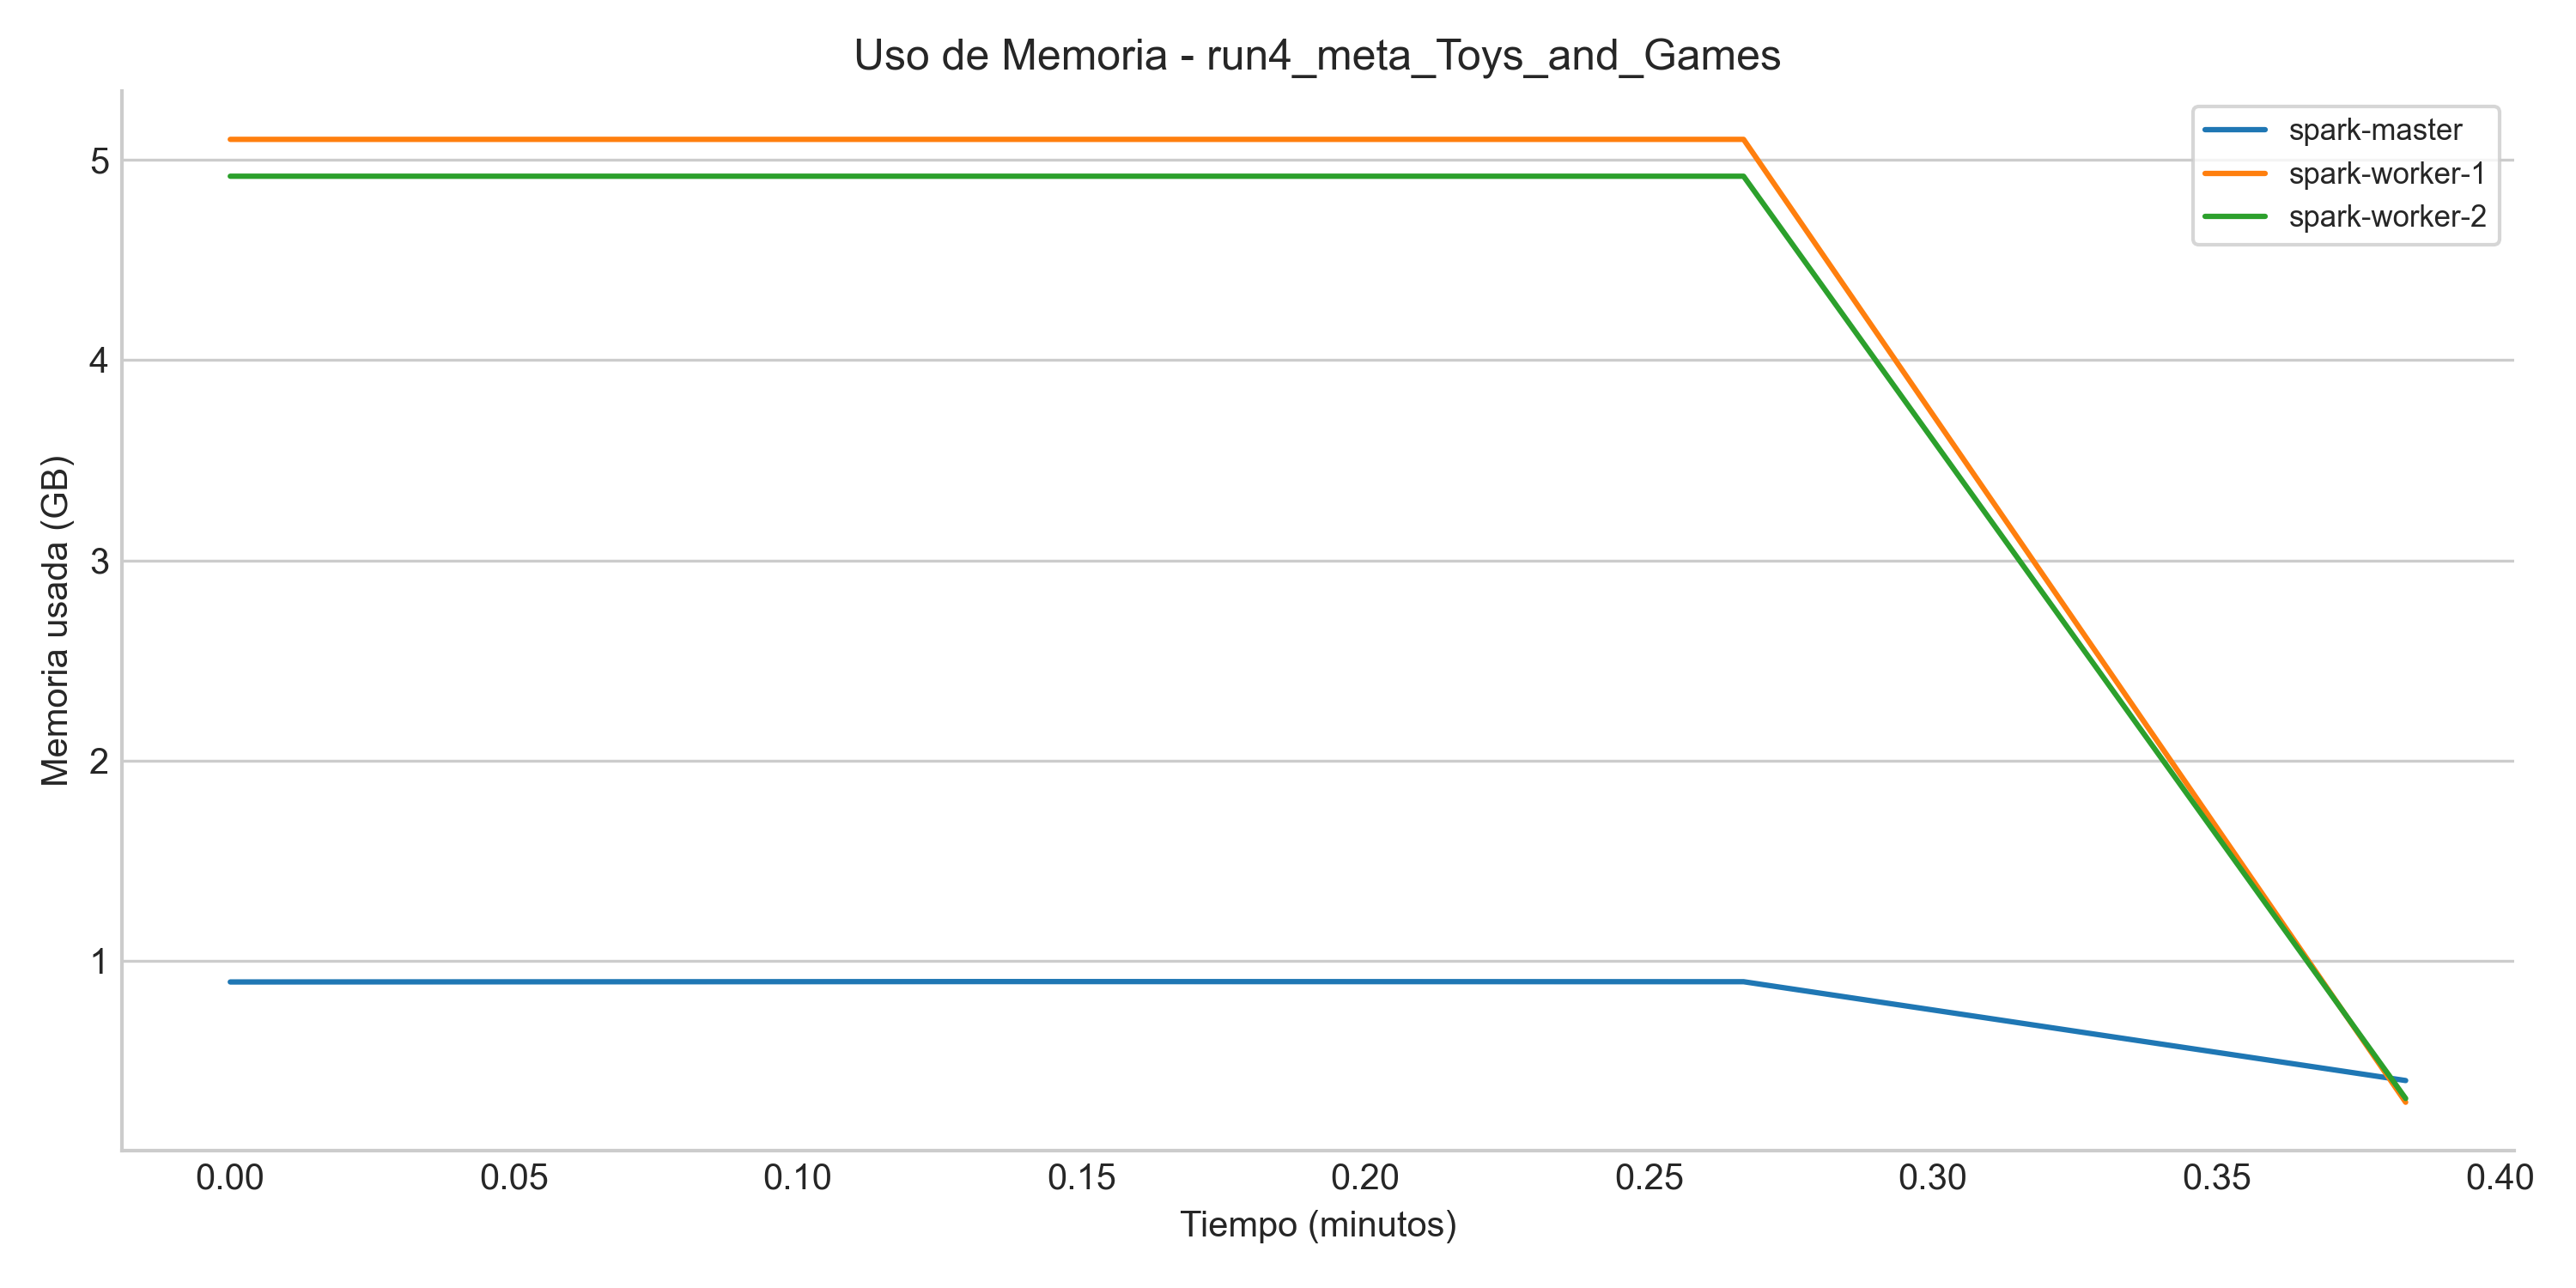 Uso de Memoria - run4_meta_Toys_and_Games
spark-master
spark-worker-1
spark-worker-2
Memoria usada (GB)
5
4
3
2
1
0.00 0.05 0.10 0.15 0.20 0.25 0.30 0.35 0.40
Tiempo (minutos)